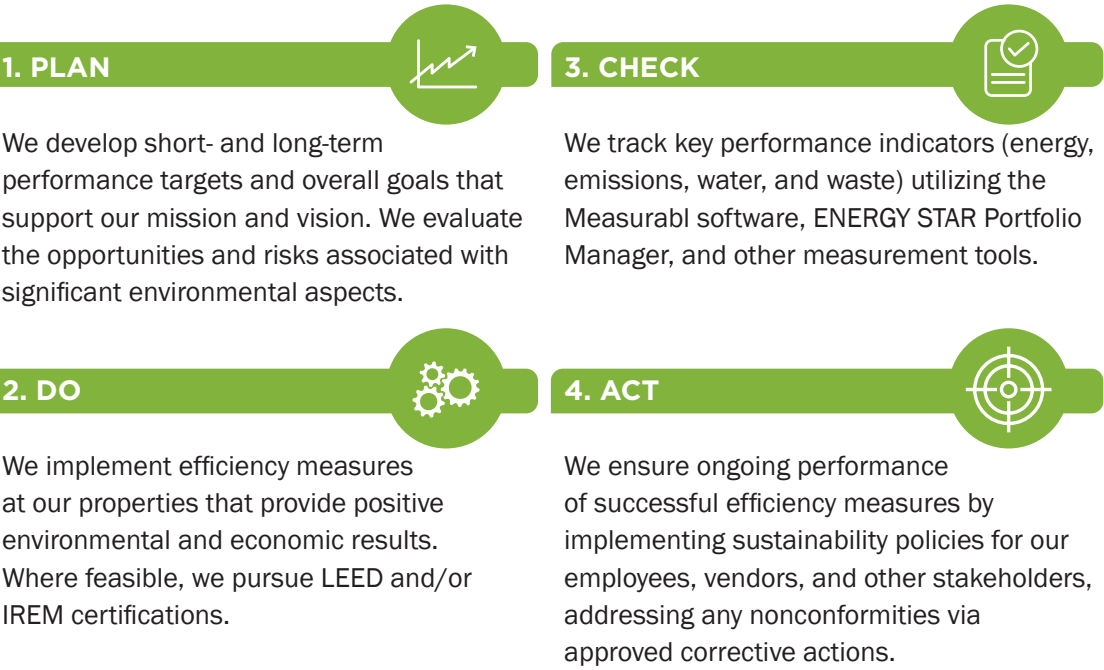 1. PLAN
We develop short- and long-term
performance targets and overall goals that
support our mission and vision. We evaluate
the opportunities and risks associated with
significant environmental aspects.
2. DO
We implement efficiency measures
at our properties that provide positive
environmental and economic results.
Where feasible, we pursue LEED and/or
IREM certifications.
3. CHECK
We track key performance indicators (energy,
emissions, water, and waste) utilizing the
Measurabl software, ENERGY STAR Portfolio
Manager, and other measurement tools.
4. ACT
We ensure ongoing performance
of successful efficiency measures by
implementing sustainability policies for our
employees, vendors, and other stakeholders,
addressing any nonconformities via
approved corrective actions.